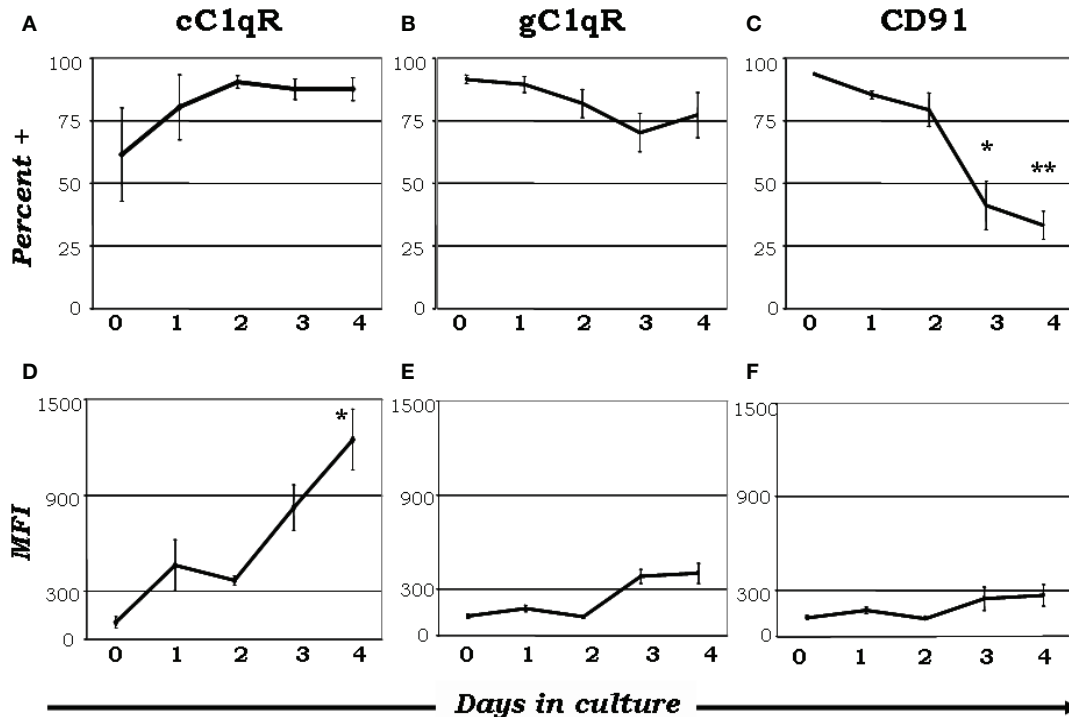 A cC1qR B gC1qR C CD91
Percent +
100 100 100
75 75 75
* **
50 50 50
25 25 25
0 0 0
0 1 2 3 4 0 1 2 3 4 0 1 2 3 4
D E F
MFI
1500 1500 1500
*
900 900 900
300 300 300
0 0 0
0 1 2 3 4 0 1 2 3 4 0 1 2 3 4
Days in culture